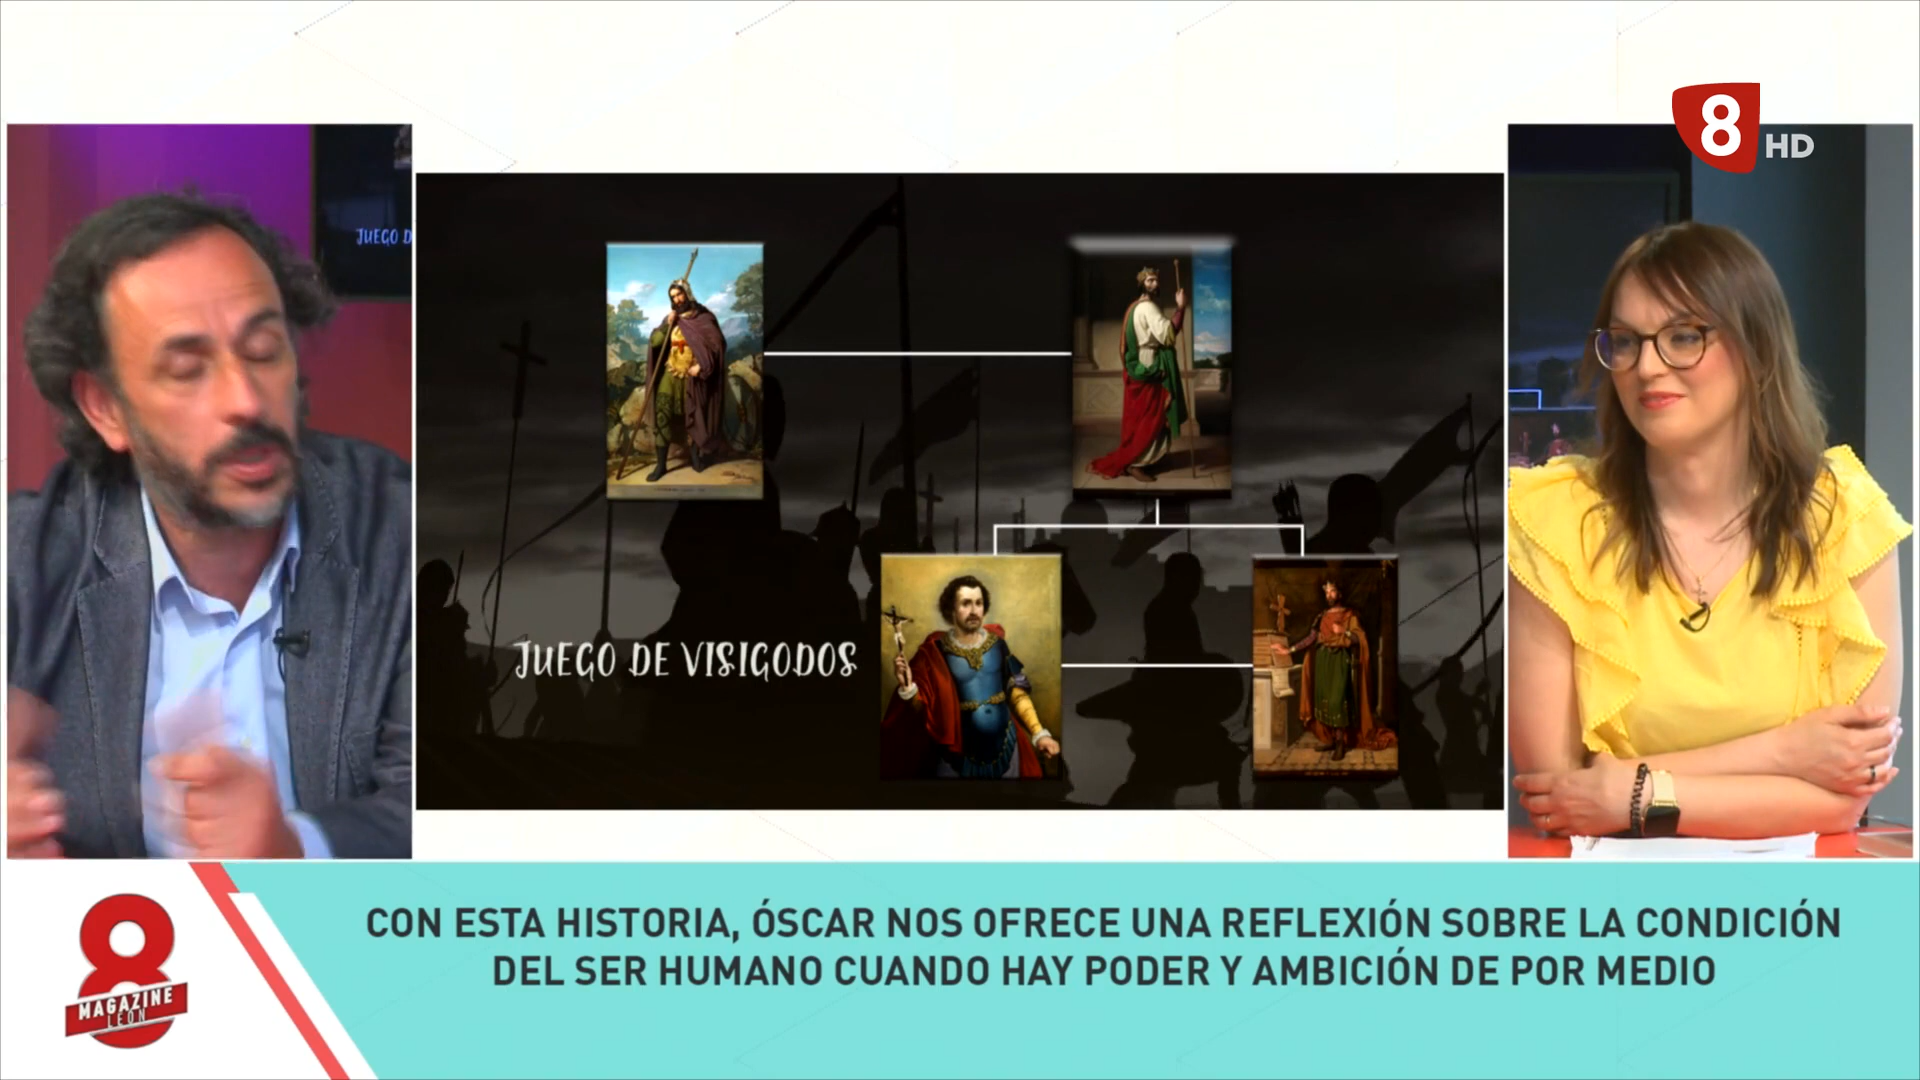 8 HD
JUEGO D
JUEGO DE VISIGODOS
CON ESTA HISTORIA, ÓSCAR NOS OFRECE UNA REFLEXIÓN SOBRE LA CONDICIÓN
DEL SER HUMANO CUANDO HAY PODER Y AMBICIÓN DE POR MEDIO
8
MAGAZINE
LEÓN